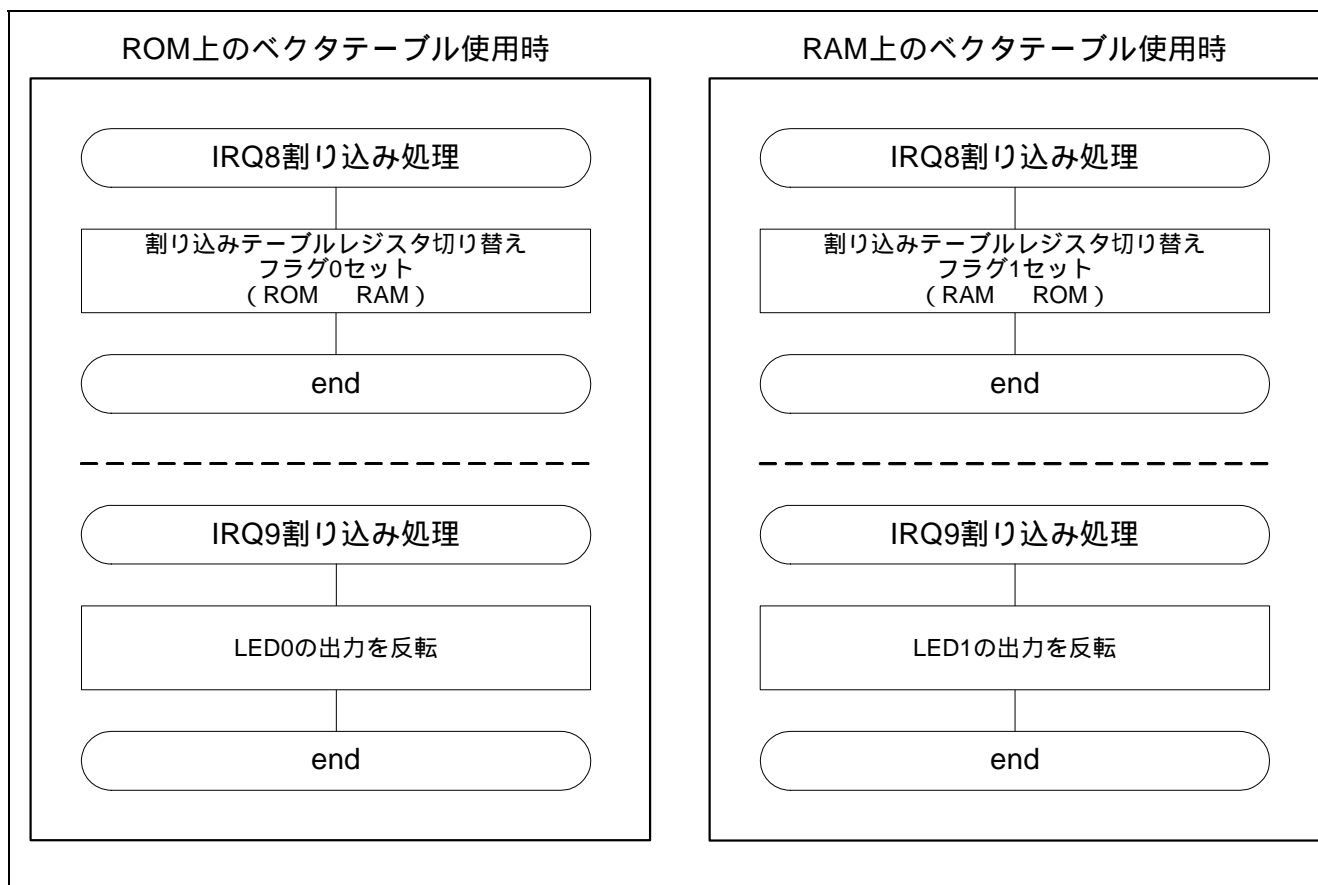 ROM上のベクタテーブル使用時
IRQ8割り込み処理
割り込みテーブルレジスタ切り替え
フラグ0セット
（ROM　RAM）
end
IRQ9割り込み処理
LED0の出力を反転
end
RAM上のベクタテーブル使用時
IRQ8割り込み処理
割り込みテーブルレジスタ切り替え
フラグ1セット
（RAM　ROM）
end
IRQ9割り込み処理
LED1の出力を反転
end